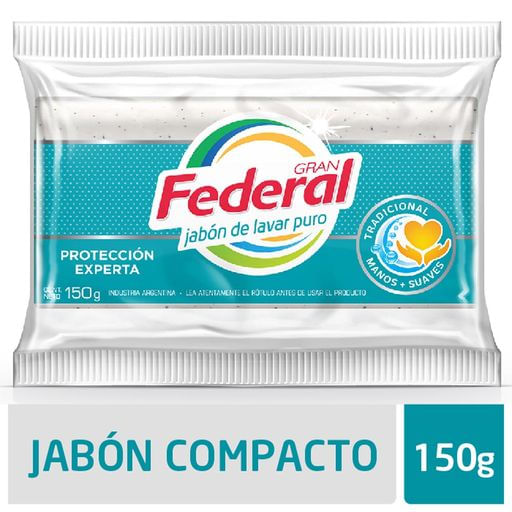 GRAN
Federal
jabón de lavar puro
PROTECCIÓN
EXPERTA
CONT.
NETO 150g
INDUSTRIA ARGENTINA - LEA ATENTAMENTE EL RÓTULO ANTES DE USAR EL PRODUCTO
TRADICIONAL
MANOS + SUAVES
JABÓN COMPACTO
150g